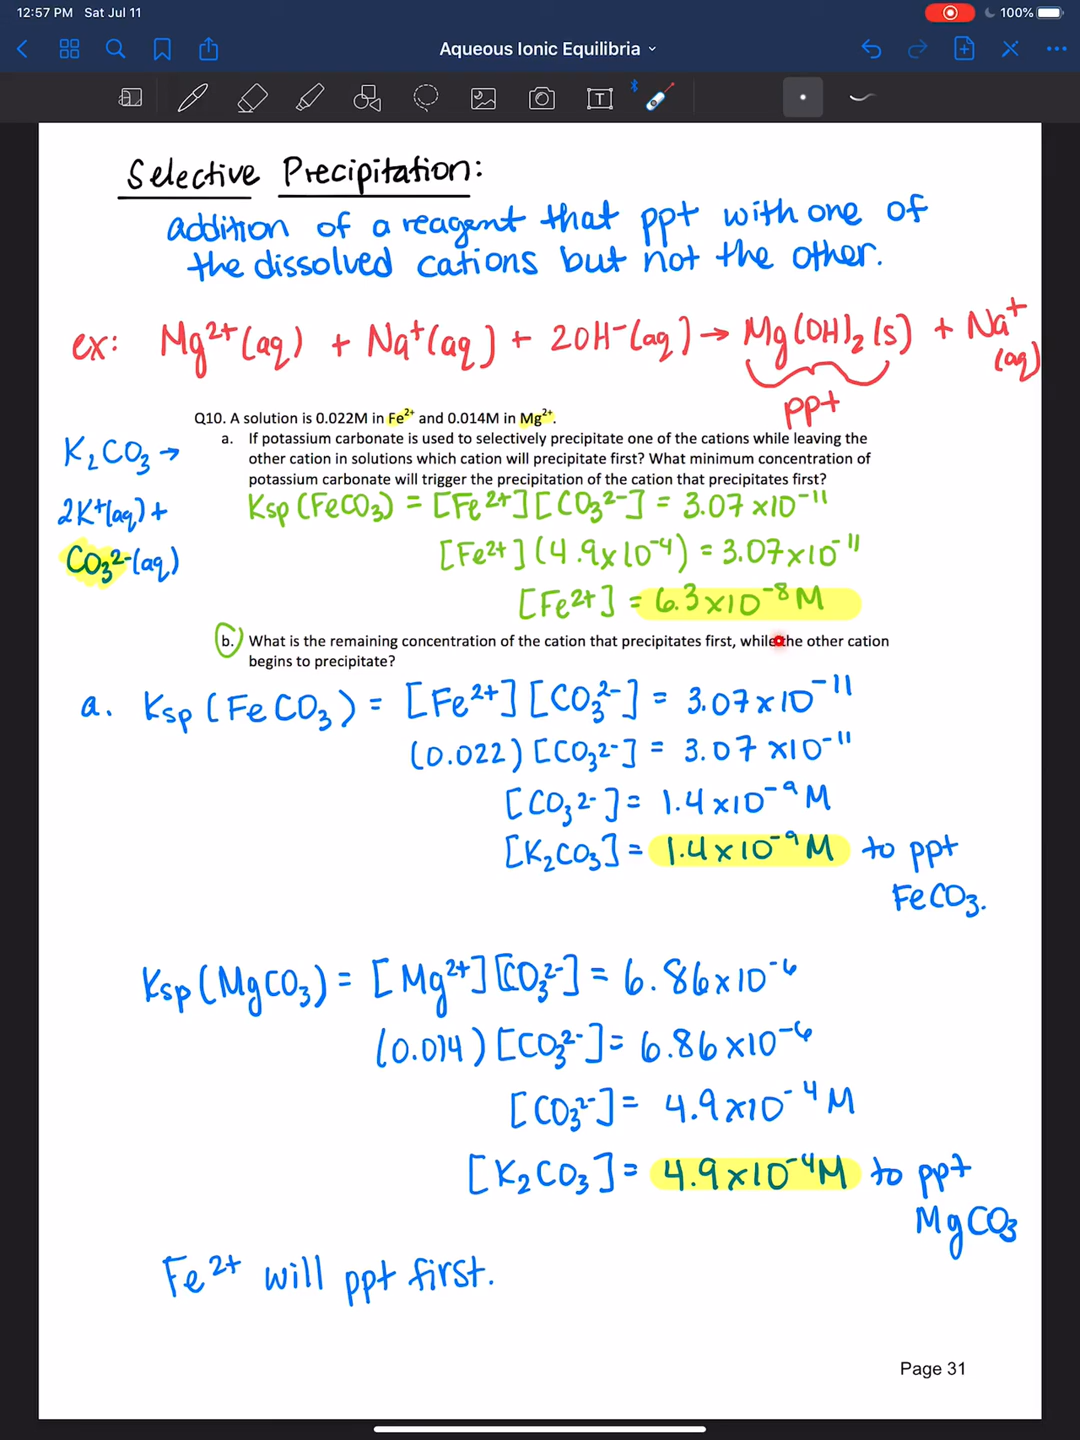 12:57 PM Sat Jul 11
100%
Aqueous Ionic Equilibria
Selective Precipitation:
addition of a reagent that ppt with one of
the dissolved cations but not the other.
ex: Mg²⁺(aq) + Na⁺(aq) + 2OH⁻(aq) → Mg(OH)₂(s) + Na⁺
(aq)
ppt
Q10. A solution is 0.022M in Fe²⁺ and 0.014M in Mg²⁺.
a. If potassium carbonate is used to selectively precipitate one of the cations while leaving the
other cation in solutions which cation will precipitate first? What minimum concentration of
potassium carbonate will trigger the precipitation of the cation that precipitates first?
K₂CO₃ →
2K⁺(aq) +
CO₃²⁻(aq)
Ksp(FeCO₃) = [Fe²⁺][CO₃²⁻] = 3.07×10⁻¹¹
[Fe²⁺](4.9×10⁻⁴) = 3.07×10⁻¹¹
[Fe²⁺] = 6.3×10⁻⁸ M
b. What is the remaining concentration of the cation that precipitates first, while the other cation
begins to precipitate?
a. Ksp(FeCO₃) = [Fe²⁺][CO₃²⁻] = 3.07×10⁻¹¹
(0.022)[CO₃²⁻] = 3.07×10⁻¹¹
[CO₃²⁻] = 1.4×10⁻⁹ M
[K₂CO₃] = 1.4×10⁻⁹ M to ppt
FeCO₃.
Ksp(MgCO₃) = [Mg²⁺][CO₃²⁻] = 6.86×10⁻⁶
(0.014)[CO₃²⁻] = 6.86×10⁻⁶
[CO₃²⁻] = 4.9×10⁻⁴ M
[K₂CO₃] = 4.9×10⁻⁴ M to ppt
MgCO₃
Fe²⁺ will ppt first.
Page 31